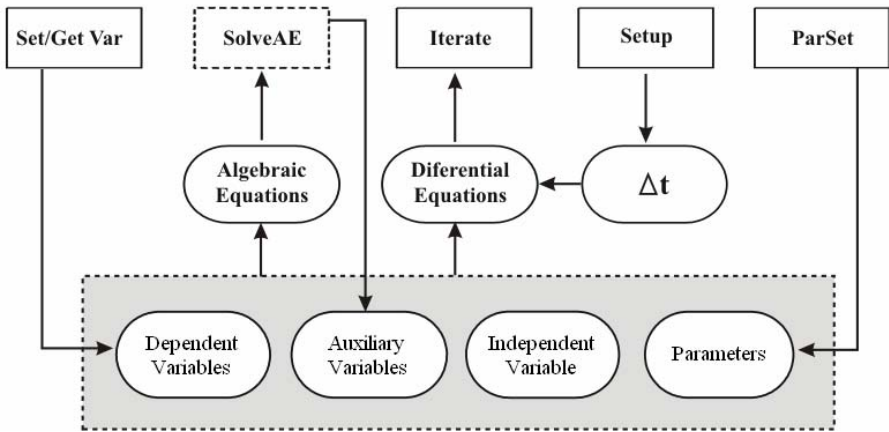 Set/Get Var
SolveAE
Iterate
Setup
ParSet
Algebraic
Equations
Diferential
Equations
Δt
Dependent
Variables
Auxiliary
Variables
Independent
Variable
Parameters